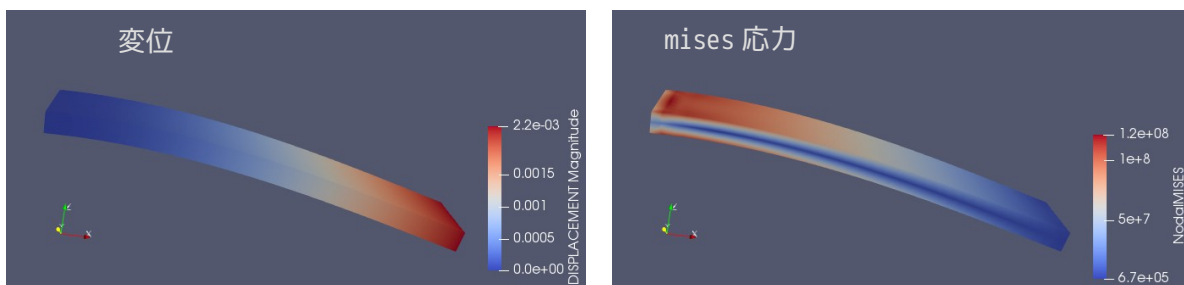 変位
2.2e-03
0.0015
0.001
0.0005
0.0e+00
DISPLACEMENT Magnitude
X
mises 応力
1.2e+08
1e+8
5e+7
6.7e+05
NodalMISES
X